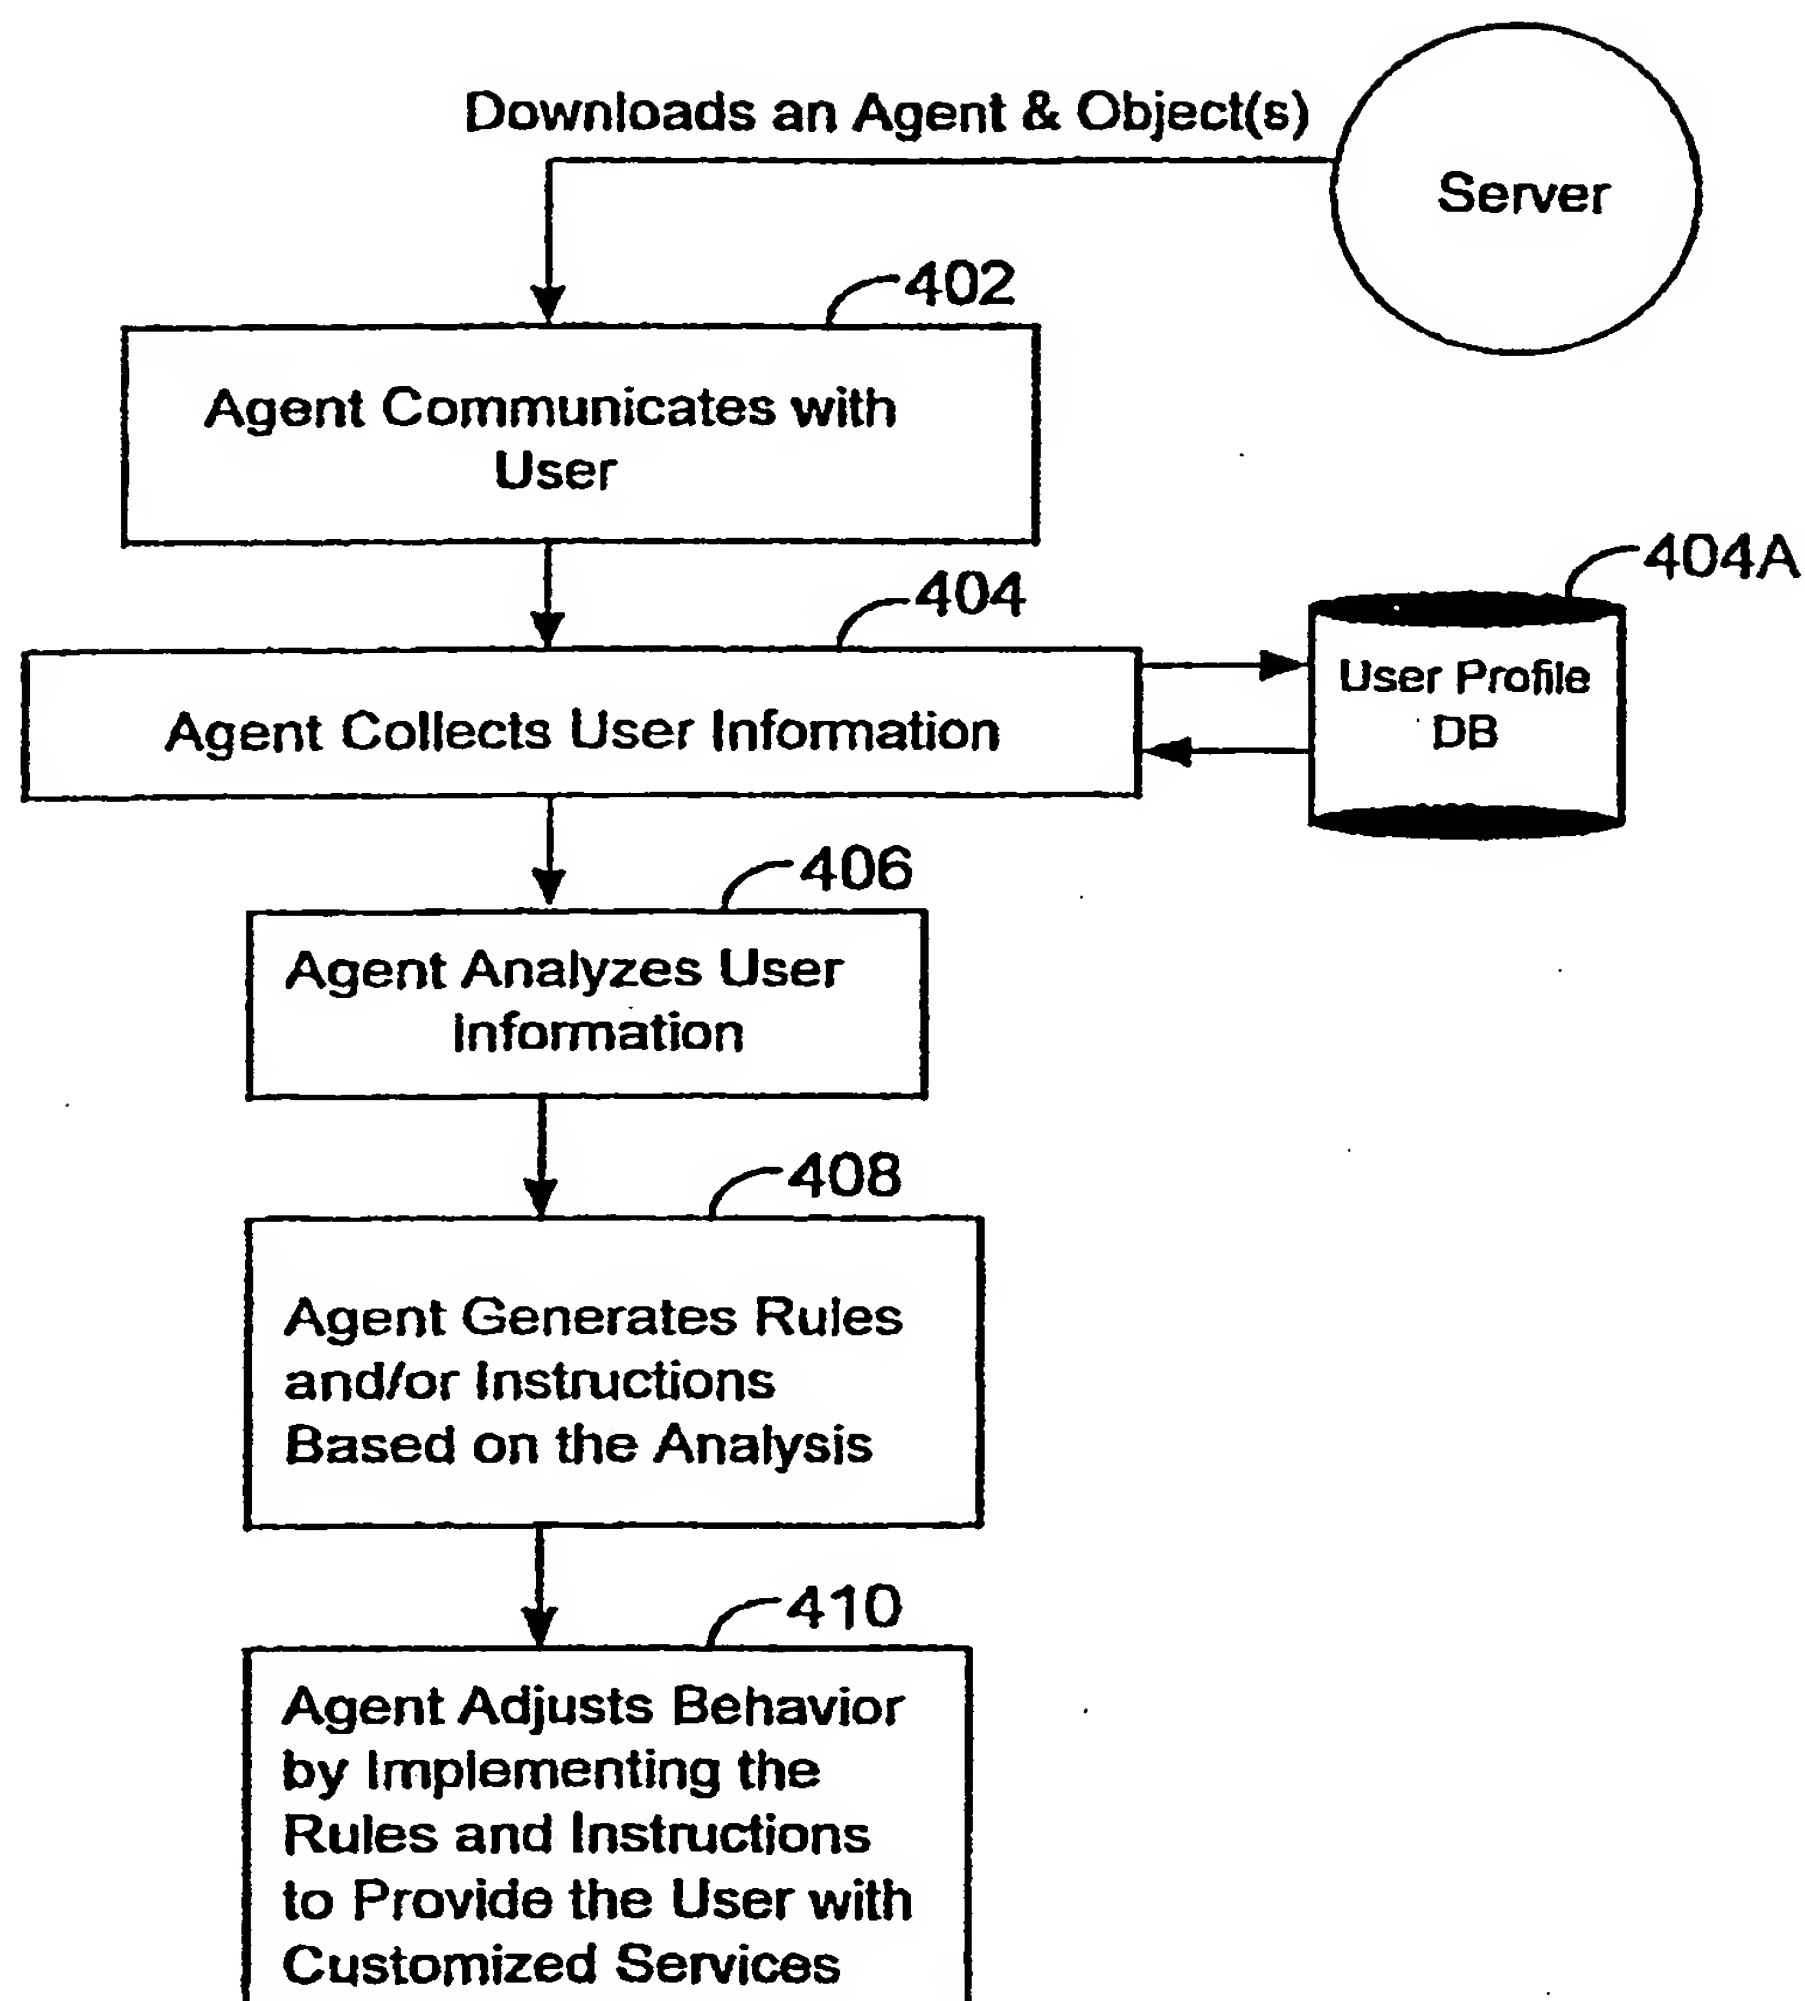 Downloads an Agent & Object(s)
Server
402
Agent Communicates with
User
404
404A
Agent Collects User Information
User Profile
DB
406
Agent Analyzes User
Information
408
Agent Generates Rules
and/or Instructions
Based on the Analysis
410
Agent Adjusts Behavior
by Implementing the
Rules and Instructions
to Provide the User with
Customized Services